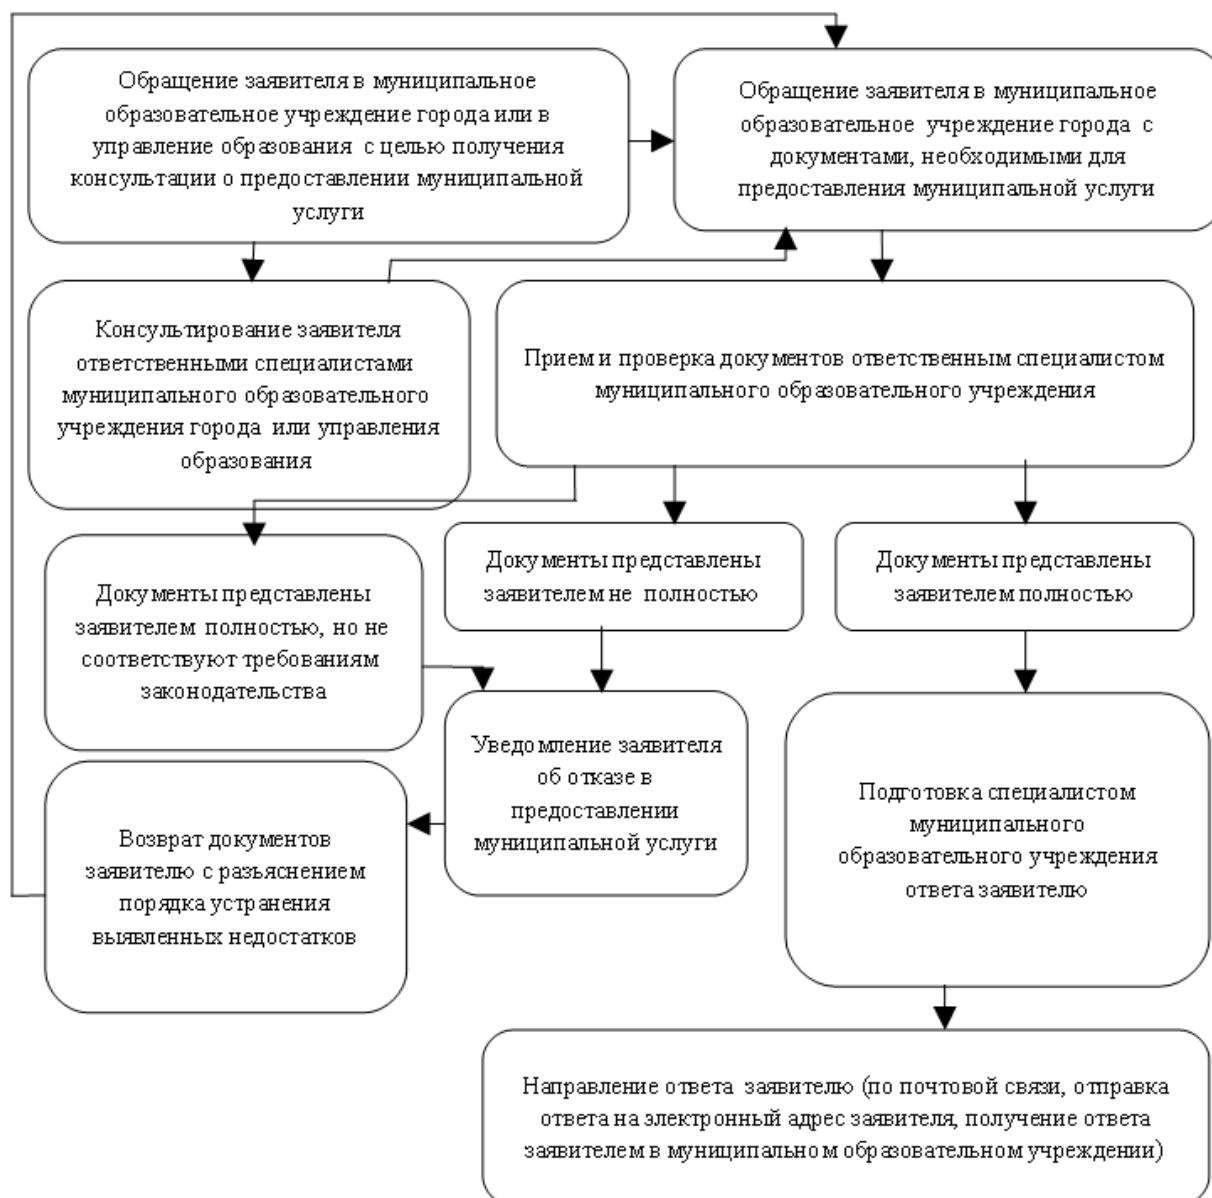 Обращение заявителя в муниципальное
образовательное учреждение города или в
управление образования с целью получения
консультации о предоставлении муниципальной
услуги
Обращение заявителя в муниципальное
образовательное учреждение города с
документами, необходимыми для
предоставления муниципальной услуги
Консультирование заявителя
ответственными специалистами
муниципального образовательного
учреждения города или управления
образования
Прием и проверка документов ответственным специалистом
муниципального образовательного учреждения
Документы представлены
заявителем полностью, но не
соответствуют требованиям
законодательства
Документы представлены
заявителем не полностью
Документы представлены
заявителем полностью
Уведомление заявителя
об отказе в
предоставлении
муниципальной услуги
Возврат документов
заявителю с разъяснением
порядка устранения
выявленных недостатков
Подготовка специалистом
муниципального
образовательного учреждения
ответа заявителю
Направление ответа заявителю (по почтовой связи, отправка
ответа на электронный адрес заявителя, получение ответа
заявителем в муниципальном образовательном учреждении)